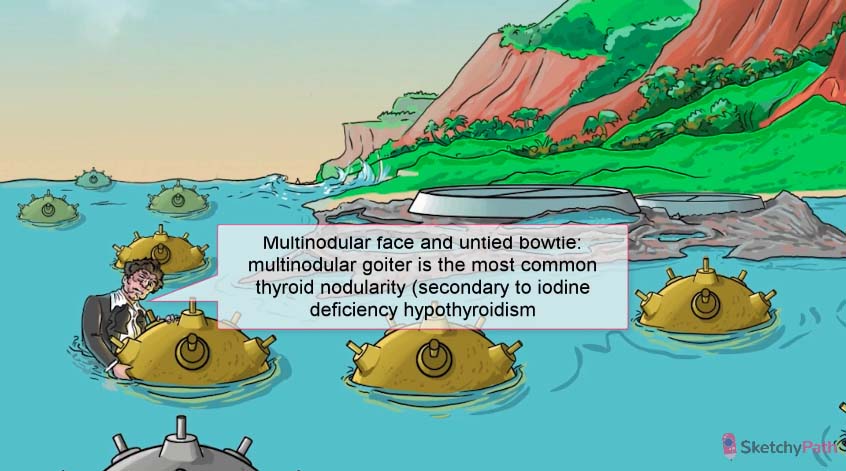 Multinodular face and untied bowtie:
multinodular goiter is the most common
thyroid nodularity (secondary to iodine
deficiency hypothyroidism
SketchyPath